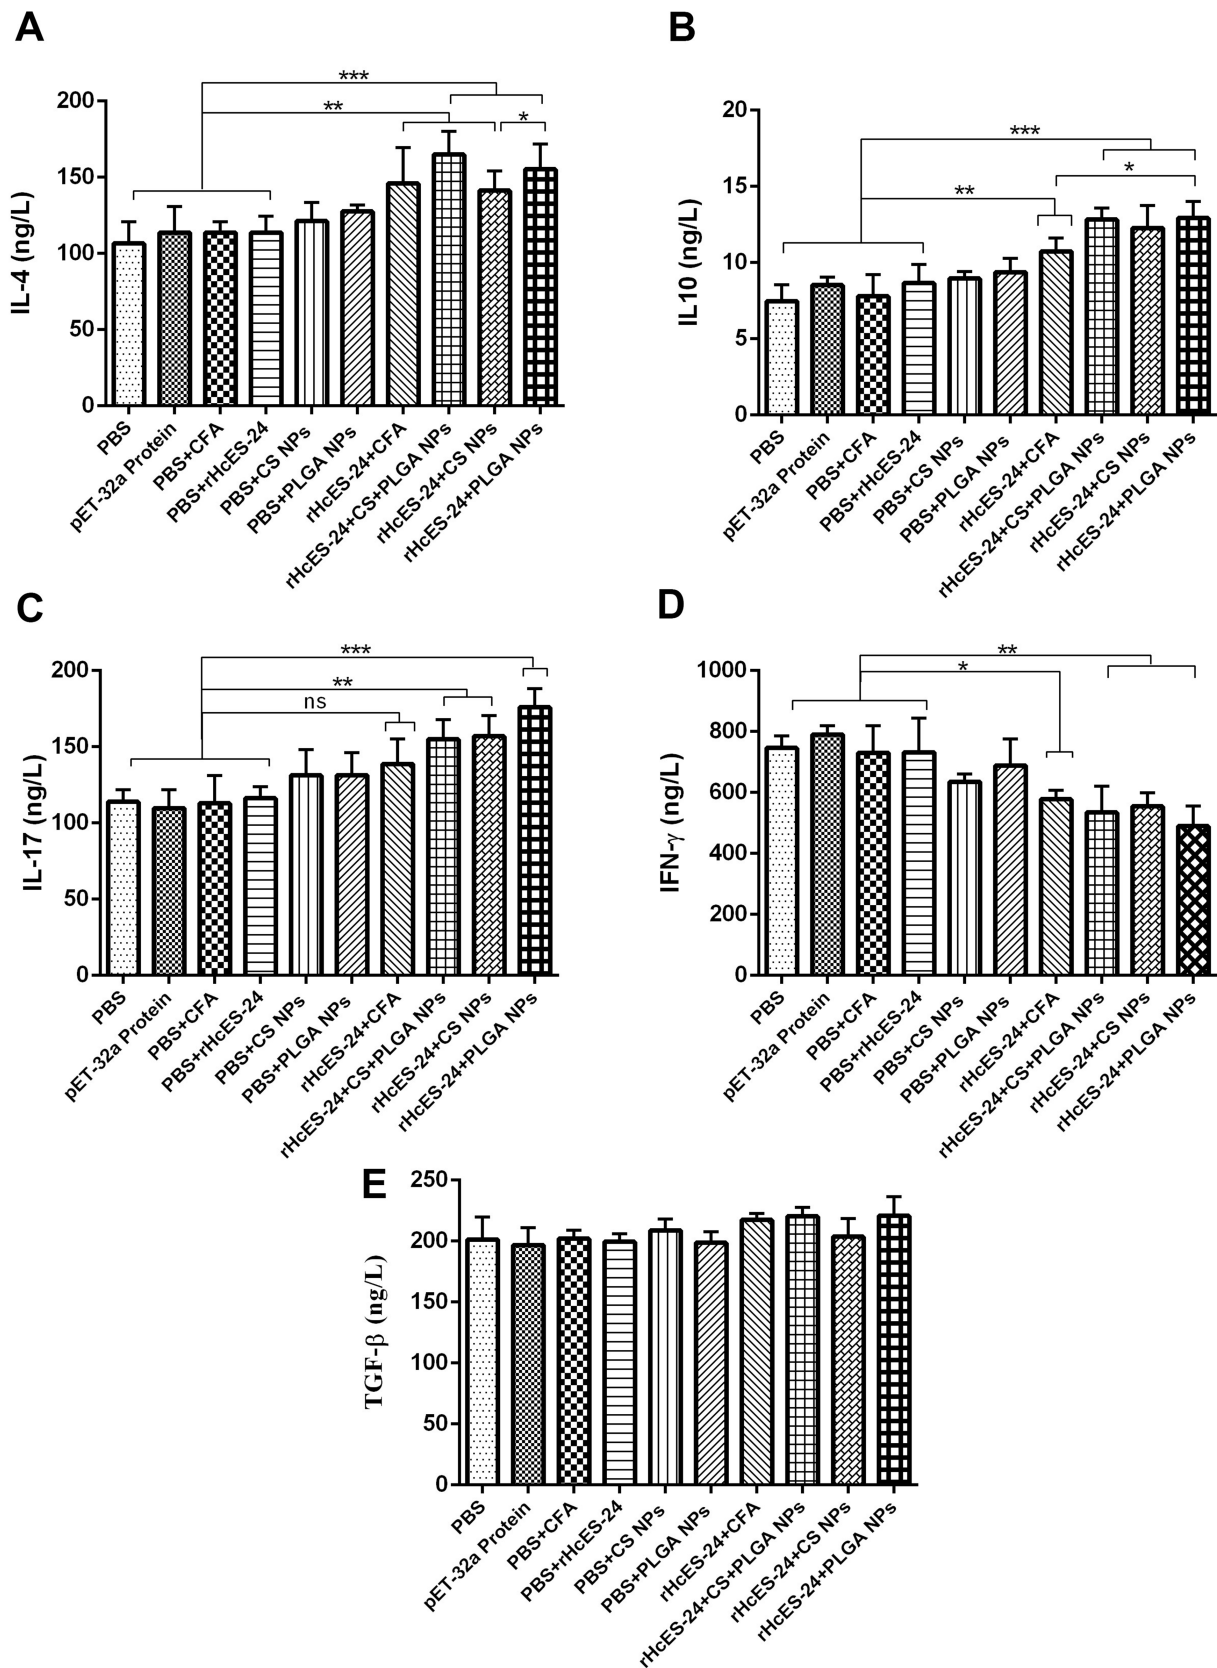 A
IL-4 (ng/L)
200
150
100
50
0
***
**
*
PBS
pET-32a Protein
PBS+CFA
PBS+rHcES-24
PBS+CS NPs
PBS+PLGA NPs
rHcES-24+CFA
rHcES-24+CS+PLGA NPs
rHcES-24+CS NPs
rHcES-24+PLGA NPs
B
IL10 (ng/L)
20
15
10
5
0
***
*
**
PBS
pET-32a Protein
PBS+CFA
PBS+rHcES-24
PBS+CS NPs
PBS+PLGA NPs
rHcES-24+CFA
rHcES-24+CS+PLGA NPs
rHcES-24+CS NPs
rHcES-24+PLGA NPs
C
IL-17 (ng/L)
200
150
100
50
0
***
**
ns
PBS
pET-32a Protein
PBS+CFA
PBS+rHcES-24
PBS+CS NPs
PBS+PLGA NPs
rHcES-24+CFA
rHcES-24+CS+PLGA NPs
rHcES-24+CS NPs
rHcES-24+PLGA NPs
D
IFN-γ (ng/L)
1000
800
600
400
200
0
**
*
PBS
pET-32a Protein
PBS+CFA
PBS+rHcES-24
PBS+CS NPs
PBS+PLGA NPs
rHcES-24+CFA
rHcES-24+CS+PLGA NPs
rHcES-24+CS NPs
rHcES-24+PLGA NPs
E
TGF-β (ng/L)
250
200
150
100
50
0
PBS
pET-32a Protein
PBS+CFA
PBS+rHcES-24
PBS+CS NPs
PBS+PLGA NPs
rHcES-24+CFA
rHcES-24+CS+PLGA NPs
rHcES-24+CS NPs
rHcES-24+PLGA NPs